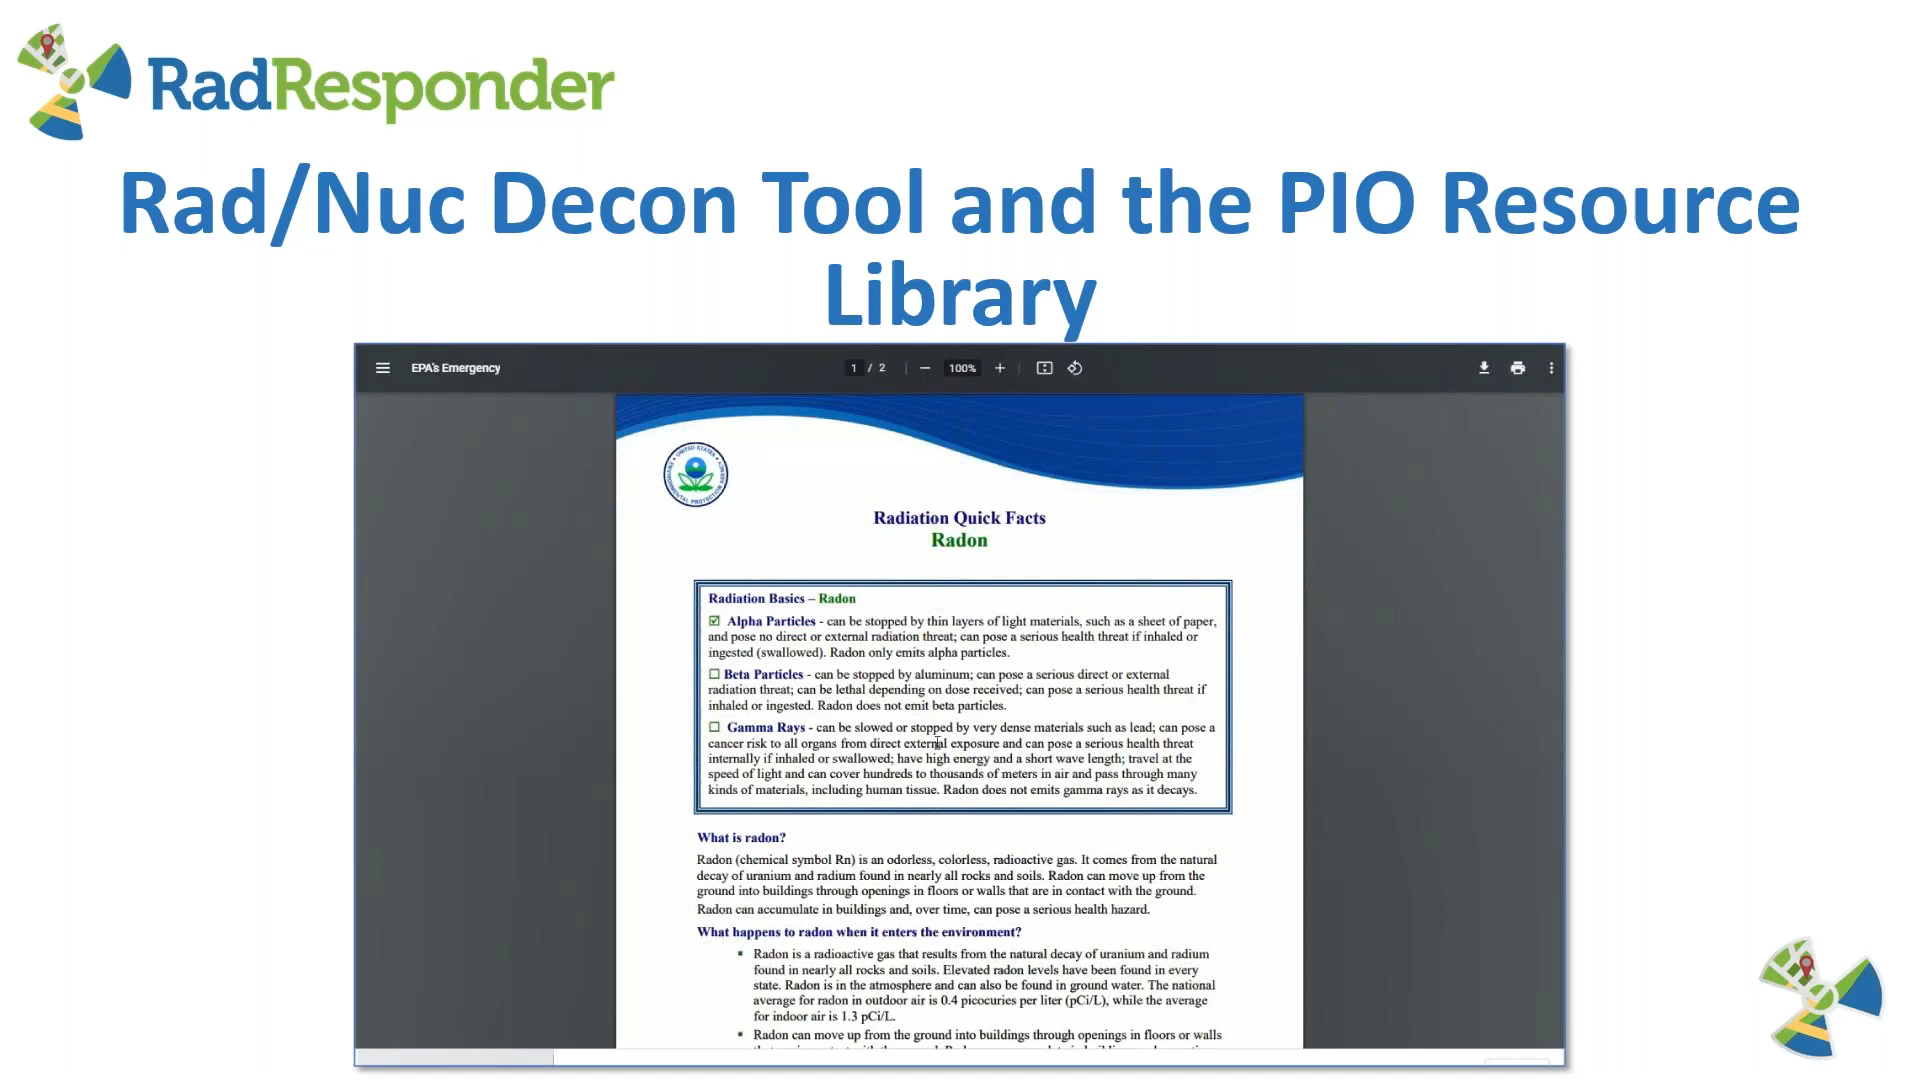 RadResponder
Rad/Nuc Decon Tool and the PIO Resource
Library
EPA's Emergency
1 / 2
100%
UNITED STATES
ENVIRONMENTAL PROTECTION AGENCY
Radiation Quick Facts
Radon
Radiation Basics – Radon
Alpha Particles - can be stopped by thin layers of light materials, such as a sheet of paper,
and pose no direct or external radiation threat; can pose a serious health threat if inhaled or
ingested (swallowed). Radon only emits alpha particles.
Beta Particles - can be stopped by aluminum; can pose a serious direct or external
radiation threat; can be lethal depending on dose received; can pose a serious health threat if
inhaled or ingested. Radon does not emit beta particles.
Gamma Rays - can be slowed or stopped by very dense materials such as lead; can pose a
cancer risk to all organs from direct external exposure and can pose a serious health threat
internally if inhaled or swallowed; have high energy and a short wave length; travel at the
speed of light and can cover hundreds to thousands of meters in air and pass through many
kinds of materials, including human tissue. Radon does not emits gamma rays as it decays.
What is radon?
Radon (chemical symbol Rn) is an odorless, colorless, radioactive gas. It comes from the natural
decay of uranium and radium found in nearly all rocks and soils. Radon can move up from the
ground into buildings through openings in floors or walls that are in contact with the ground.
Radon can accumulate in buildings and, over time, can pose a serious health hazard.
What happens to radon when it enters the environment?
Radon is a radioactive gas that results from the natural decay of uranium and radium
found in nearly all rocks and soils. Elevated radon levels have been found in every
state. Radon is in the atmosphere and can also be found in ground water. The national
average for radon in outdoor air is 0.4 picocuries per liter (pCi/L), while the average
for indoor air is 1.3 pCi/L.
Radon can move up from the ground into buildings through openings in floors or walls